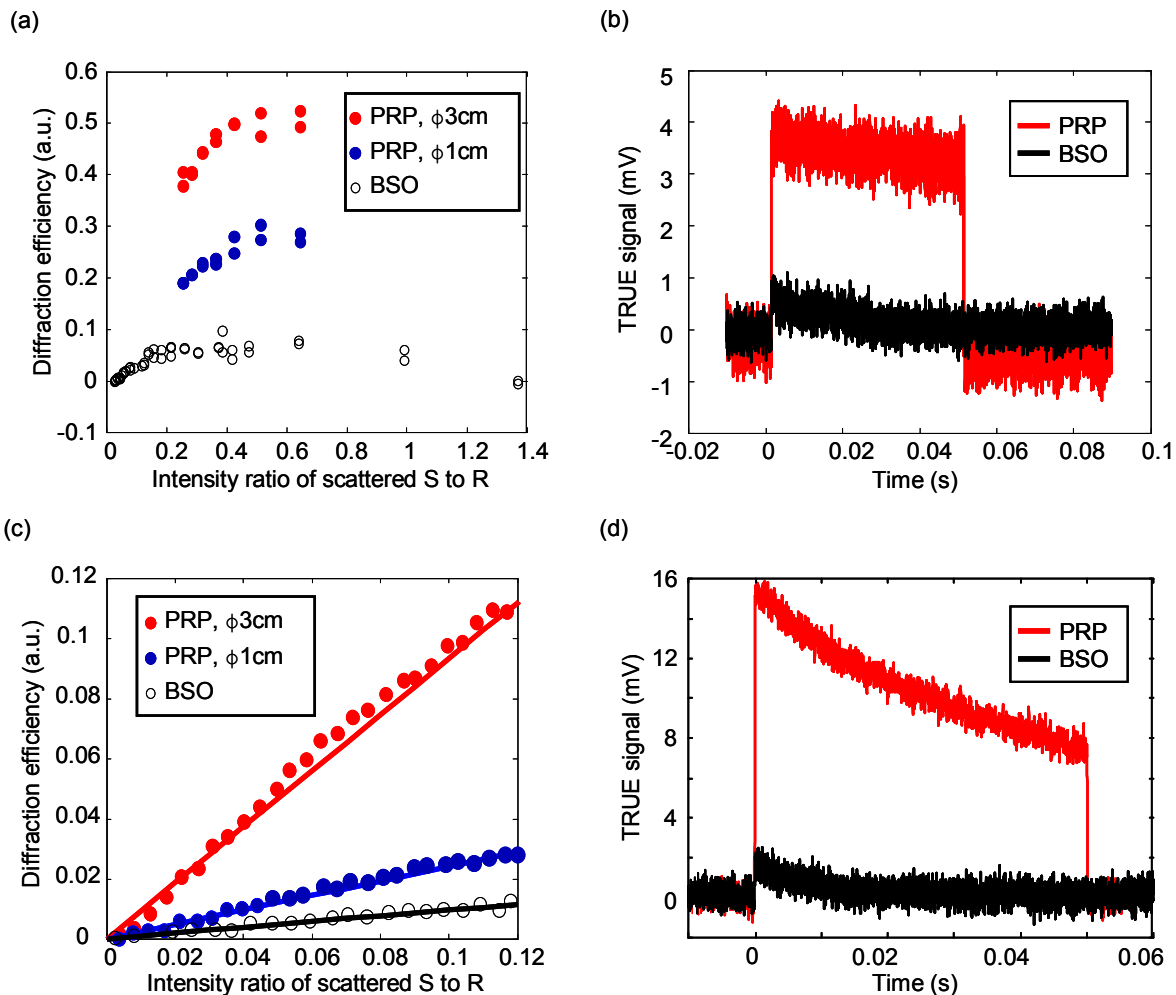 (a)
Diffraction efficiency (a.u.)
0.6
0.5
0.4
0.3
0.2
0.1
0
-0.1
PRP, ϕ3cm
PRP, ϕ1cm
BSO
0 0.2 0.4 0.6 0.8 1.0 1.2 1.4
Intensity ratio of scattered S to R
(b)
TRUE signal (mV)
5
4
3
2
1
0
-1
-2
PRP
BSO
-0.02 0 0.02 0.04 0.06 0.08 0.1
Time (s)
(c)
Diffraction efficiency (a.u.)
0.12
0.1
0.08
0.06
0.04
0.02
0
PRP, ϕ3cm
PRP, ϕ1cm
BSO
0 0.02 0.04 0.06 0.08 0.1 0.12
Intensity ratio of scattered S to R
(d)
TRUE signal (mV)
16
12
8
4
0
PRP
BSO
0 0.02 0.04 0.06
Time (s)